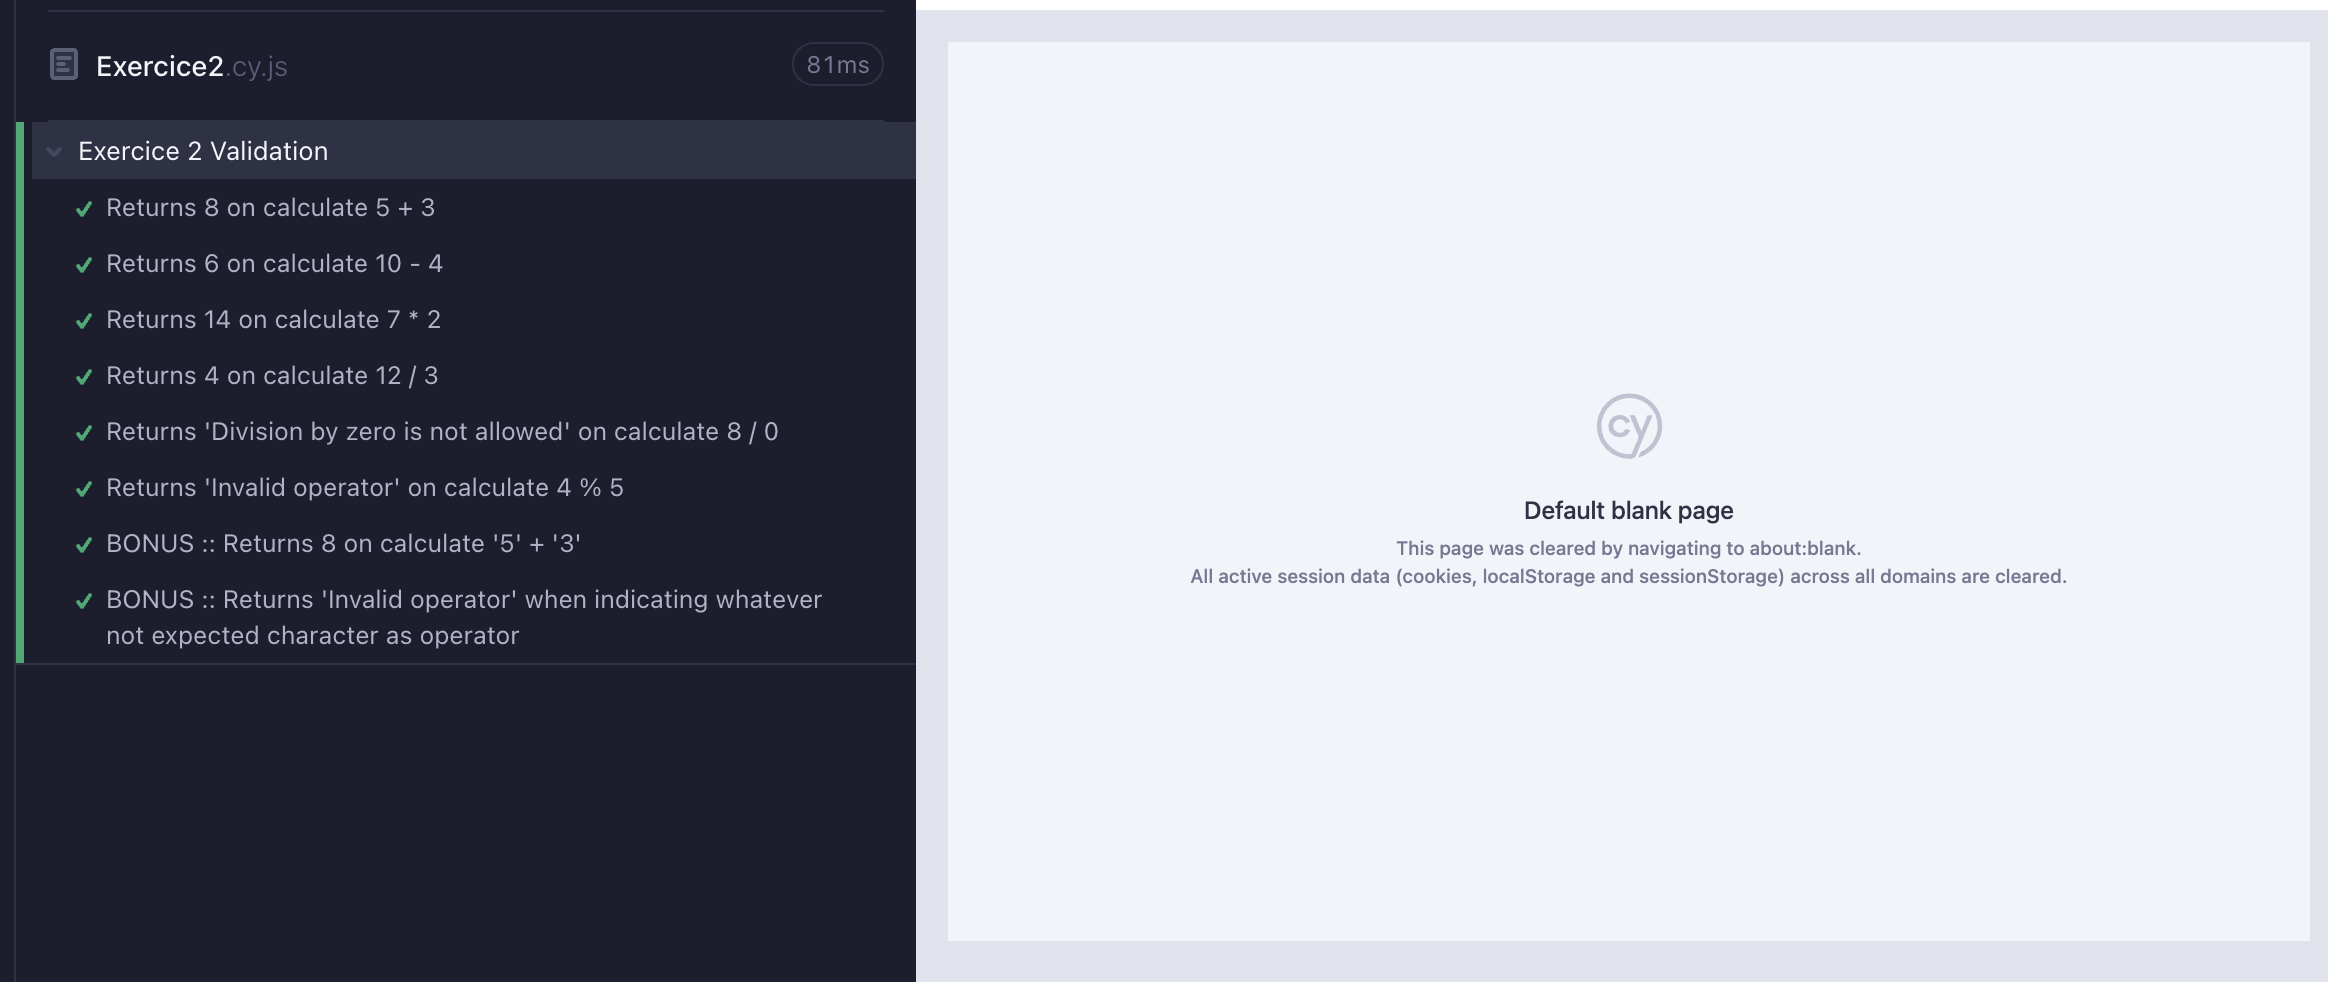 Exercice2.cy.js
81ms
Exercice 2 Validation
Returns 8 on calculate 5 + 3
Returns 6 on calculate 10 - 4
Returns 14 on calculate 7 * 2
Returns 4 on calculate 12 / 3
Returns 'Division by zero is not allowed' on calculate 8 / 0
Returns 'Invalid operator' on calculate 4 % 5
BONUS :: Returns 8 on calculate '5' + '3'
BONUS :: Returns 'Invalid operator' when indicating whatever
not expected character as operator
cy
Default blank page
This page was cleared by navigating to about:blank.
All active session data (cookies, localStorage and sessionStorage) across all domains are cleared.